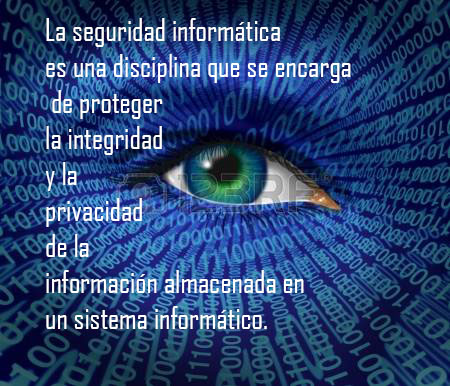 La seguridad informática
es una disciplina que se encarga
de proteger
la integridad
y la
privacidad
de la
información almacenada en
un sistema informático.